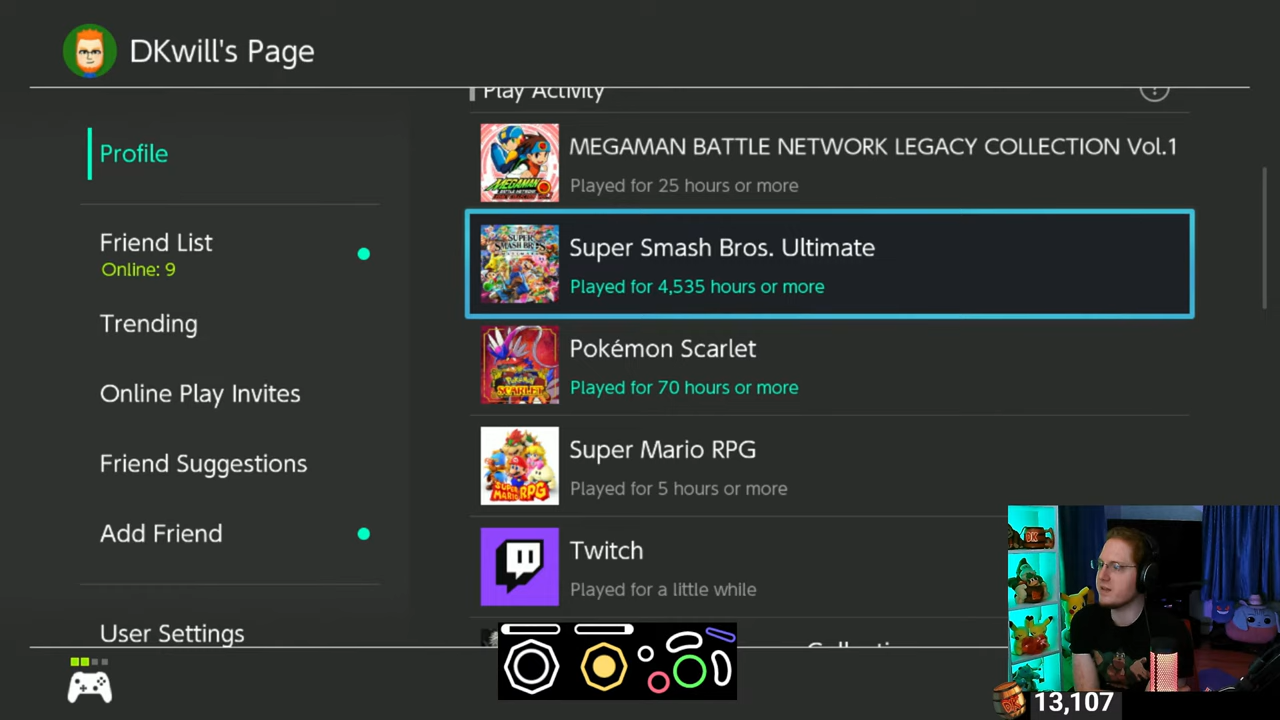 DKwill's Page
Profile
Friend List
Online: 9
Trending
Online Play Invites
Friend Suggestions
Add Friend
User Settings
Play Activity
MEGAMAN BATTLE NETWORK LEGACY COLLECTION Vol.1
Played for 25 hours or more
Super Smash Bros. Ultimate
Played for 4,535 hours or more
Pokémon Scarlet
Played for 70 hours or more
Super Mario RPG
Played for 5 hours or more
Twitch
Played for a little while
13,107